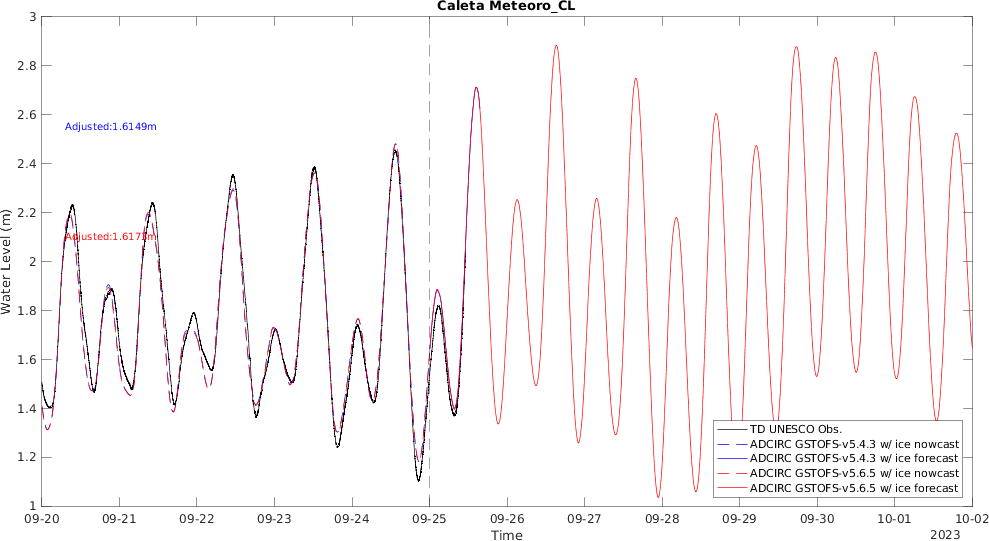 Caleta Meteoro_CL
3
2.8
2.6
2.4
2.2
2
1.8
1.6
1.4
1.2
1
Water Level (m)
Adjusted:1.6149m
Adjusted:1.6175m
TD UNESCO Obs.
ADCIRC GSTOFS-v5.4.3 w/ ice nowcast
ADCIRC GSTOFS-v5.4.3 w/ ice forecast
ADCIRC GSTOFS-v5.6.5 w/ ice nowcast
ADCIRC GSTOFS-v5.6.5 w/ ice forecast
09-20 09-21 09-22 09-23 09-24 09-25 09-26 09-27 09-28 09-29 09-30 10-01 10-02
Time 2023